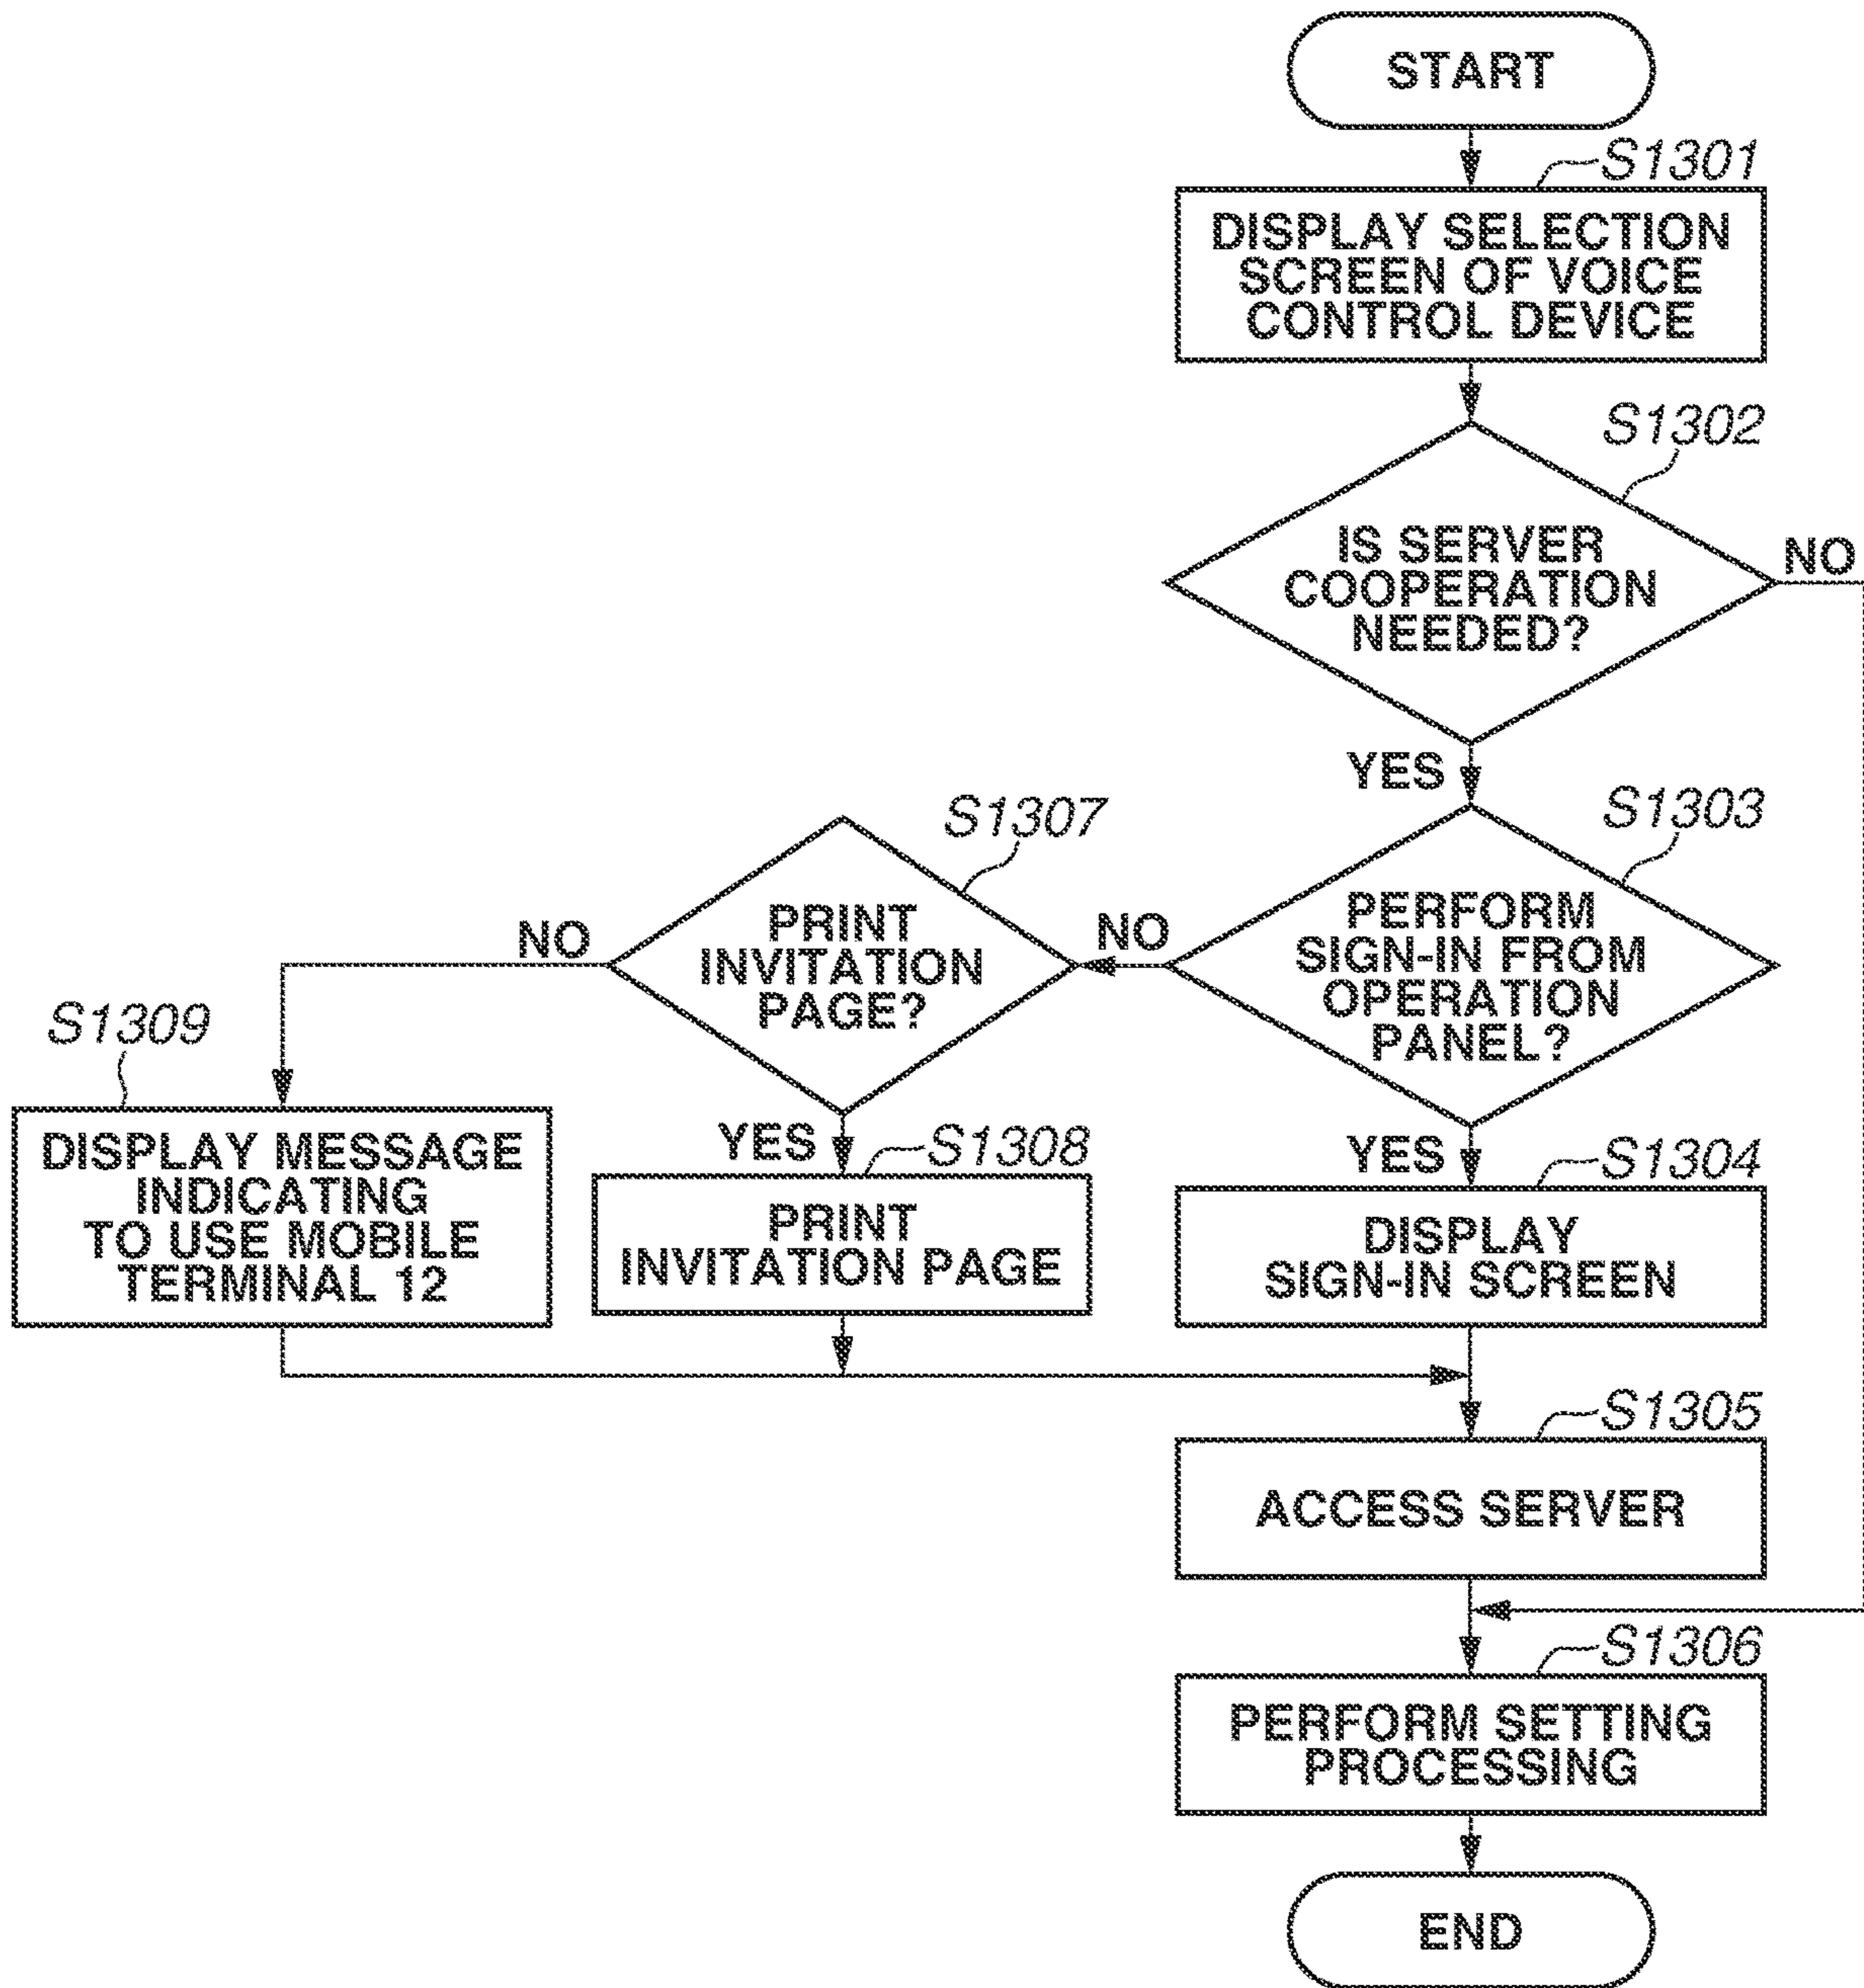 START
S1301
DISPLAY SELECTION
SCREEN OF VOICE
CONTROL DEVICE
S1302
IS SERVER
COOPERATION
NEEDED?
NO
YES
S1303
PERFORM
SIGN-IN FROM
OPERATION
PANEL?
NO
S1307
PRINT
INVITATION
PAGE?
NO
YES
S1304
DISPLAY
SIGN-IN SCREEN
YES
S1308
PRINT
INVITATION PAGE
S1309
DISPLAY MESSAGE
INDICATING
TO USE MOBILE
TERMINAL 12
S1305
ACCESS SERVER
S1306
PERFORM SETTING
PROCESSING
END